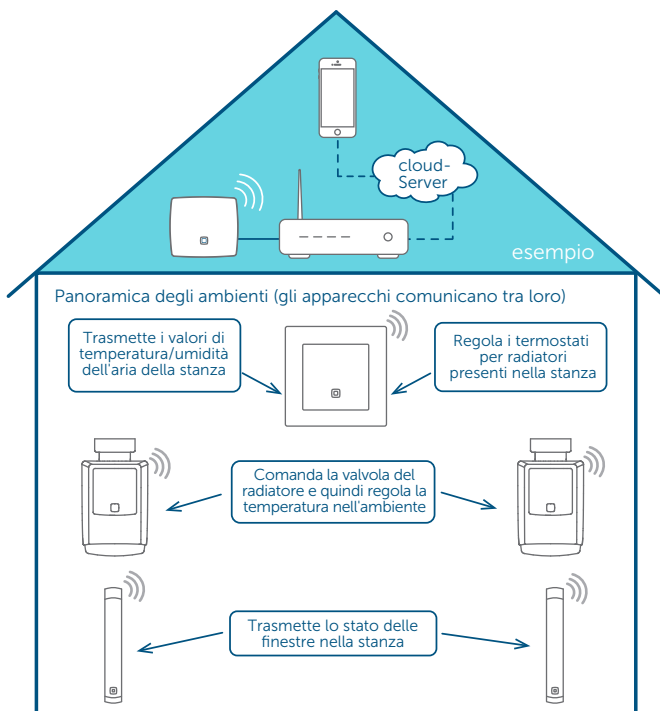 cloud-
Server
esempio
Panoramica degli ambienti (gli apparecchi comunicano tra loro)
Trasmette i valori di
temperatura/umidità
dell'aria della stanza
Regola i termostati
per radiatori
presenti nella stanza
Comanda la valvola del
radiatore e quindi regola la
temperatura nell'ambiente
Trasmette lo stato delle
finestre nella stanza